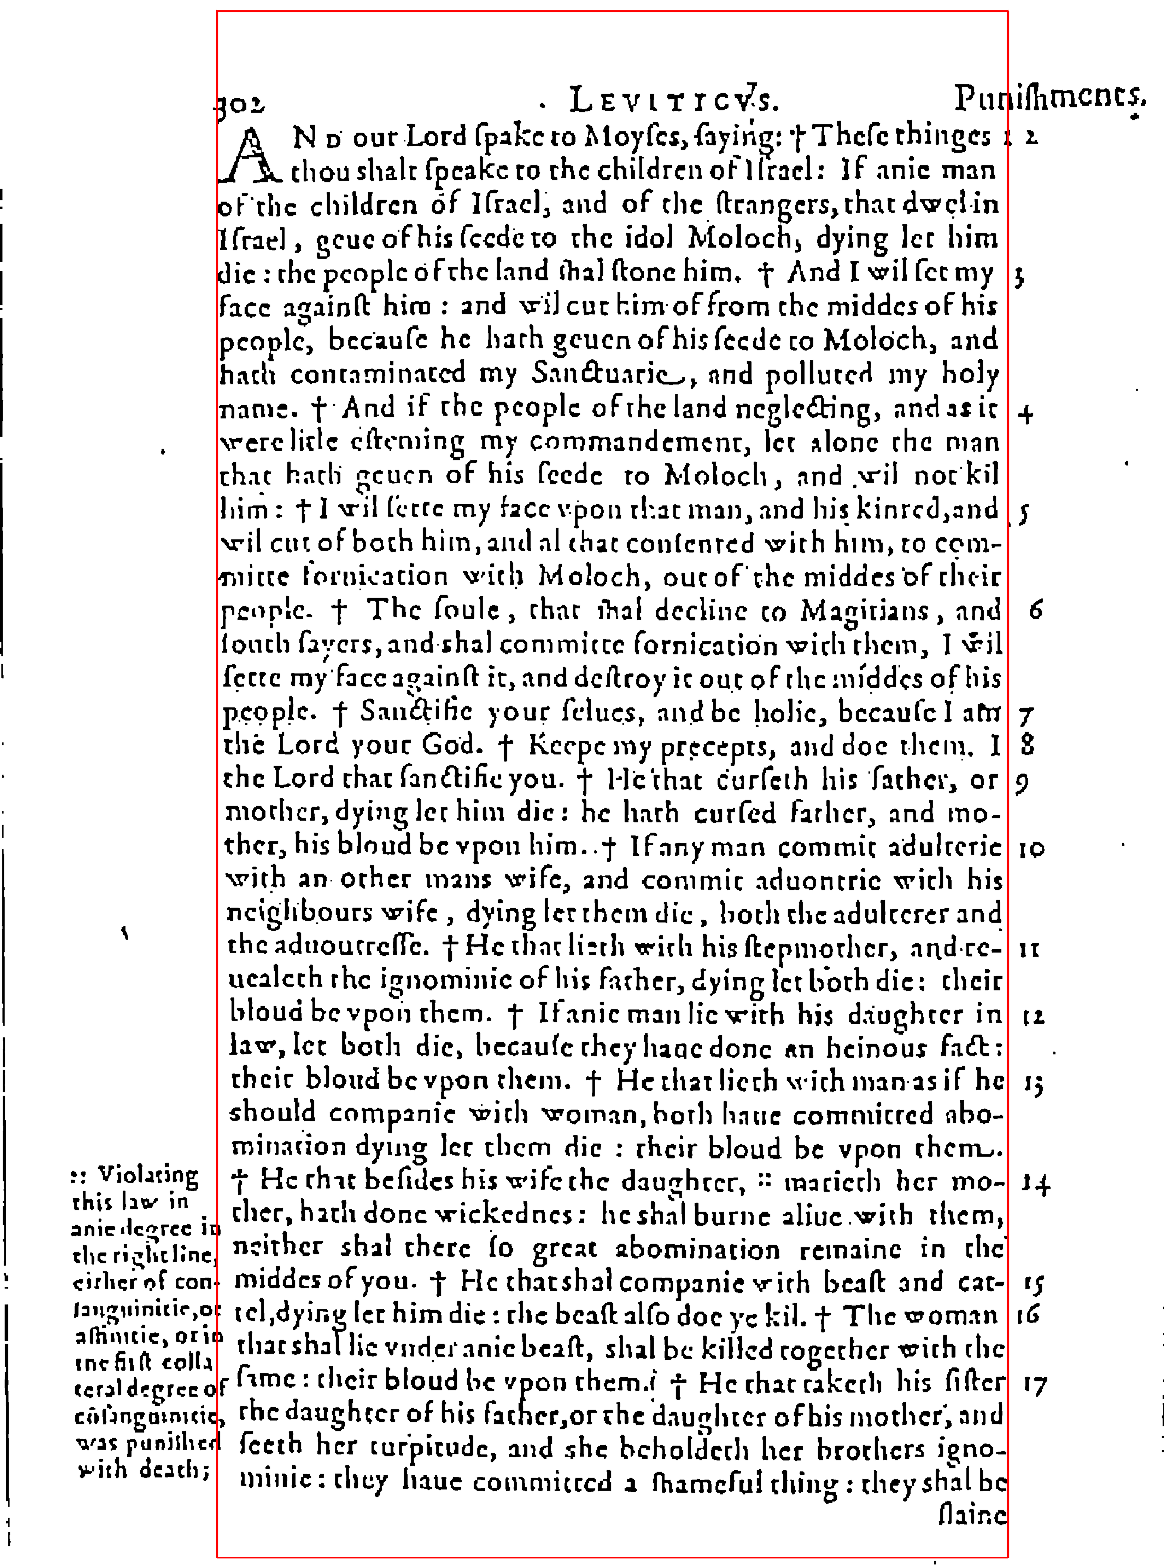 302 LEVITICVS. Puniſhments.
AND our Lord ſpake to Moyſes, ſaying: † Theſe thinges 1 2
thou shalt ſpeake to the children of Iſrael: If anie man
of the children of Iſrael, and of the ſtrangers, that dwel in
Iſrael, geue of his ſeede to the idol Moloch, dying let him
die: the people of the land ſhal ſtone him. † And I wil ſet my 3
face againſt him: and wil cut him of from the middes of his
people, becauſe he hath geuen of his ſeede to Moloch, and
hath contaminated my Sanctuarie, and polluted my holy
name. † And if the people of the land neglecting, and as it 4
were litle eſteming my commandement, let alone the man
that hath geuen of his ſeede to Moloch, and wil not kil
him: † I wil ſette my face vpon that man, and his kinred, and 5
wil cut of both him, and al that conſented with him, to com-
mitte fornication with Moloch, out of the middes of their
people. † The ſoule, that ſhal decline to Magitians, and 6
ſouth ſayers, and shal committe fornication with them, I wil
ſette my face againſt it, and deſtroy it out of the middes of his
people. † Sanctifie your ſelues, and be holie, becauſe I am 7
the Lord your God. † Keepe my precepts, and doe them. I 8
the Lord that ſanctifie you. † He that curſeth his father, or 9
mother, dying let him die: he hath curſed father, and mo-
ther, his bloud be vpon him. † If any man commit adulterie 10
with an other mans wife, and commit aduontrie with his
neighbours wife, dying let them die, both the adulterer and
the aduoutreſſe. † He that lieth with his ſtepmother, and re- 11
uealeth the ignominie of his father, dying let both die: their
bloud be vpon them. † If anie man lie with his daughter in 12
law, let both die, becauſe they haue done an heinous fact:
their bloud be vpon them. † He that lieth with man as if he 13
should companie with woman, both haue committed abo-
mination dying let them die: their bloud be vpon them.
† He that beſides his wife the daughter, :: marieth her mo- 14
ther, hath done wickednes: he shal burne aliue with them,
neither shal there ſo great abomination remaine in the
middes of you. † He that shal companie with beaſt and cat- 15
tel, dying let him die: the beaſt alſo doe ye kil. † The woman 16
that shal lie vnder anie beaſt, shal be killed together with the
ſame: their bloud be vpon them. † He that taketh his ſiſter 17
the daughter of his father, or the daughter of his mother, and
ſeeth her turpitude, and she beholdeth her brothers igno-
minie: they haue committed a ſhameful thing: they shal be
ſlaine
:: Violating
this law in
anie degree in
the right line,
either of con-
ſanguinitie, or
affinitie, or in
the firſt colla
teral degree of
cõſanguinitie,
was puniſhed
with death;